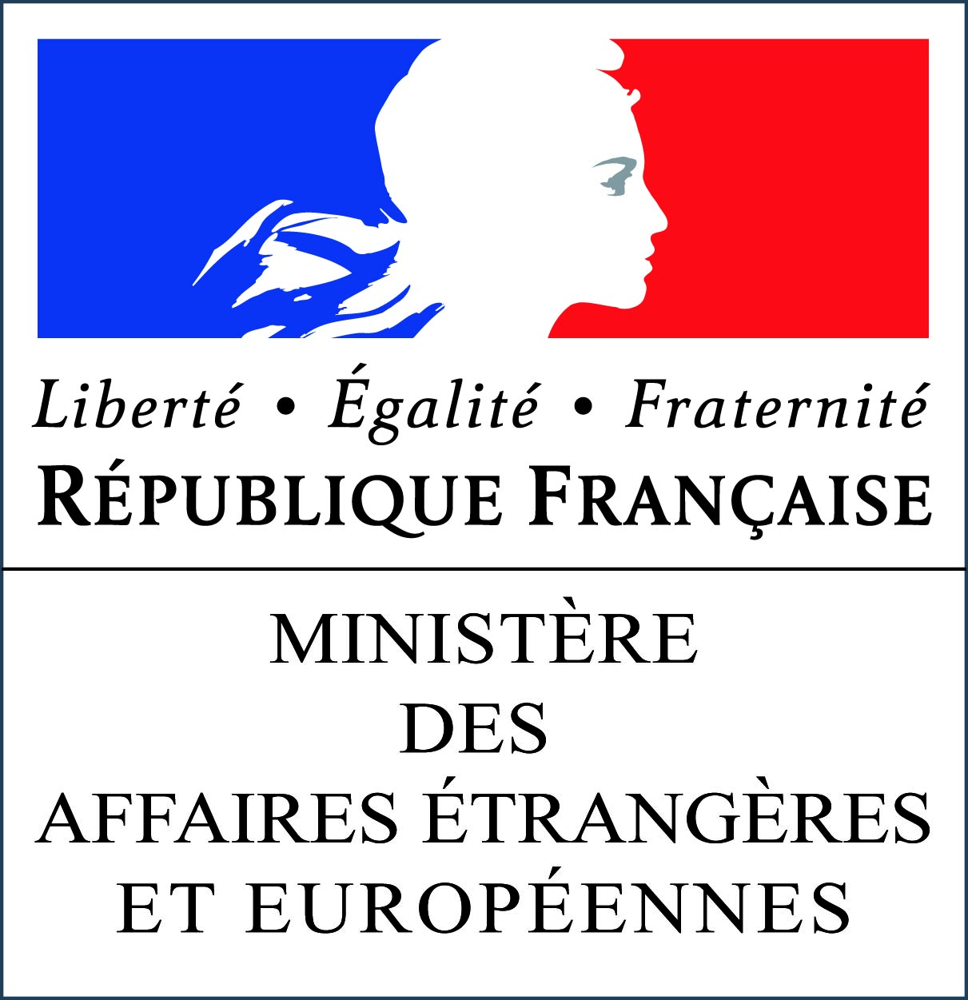 Liberté • Égalité • Fraternité
RÉPUBLIQUE FRANÇAISE
MINISTÈRE
DES
AFFAIRES ÉTRANGÈRES
ET EUROPÉENNES